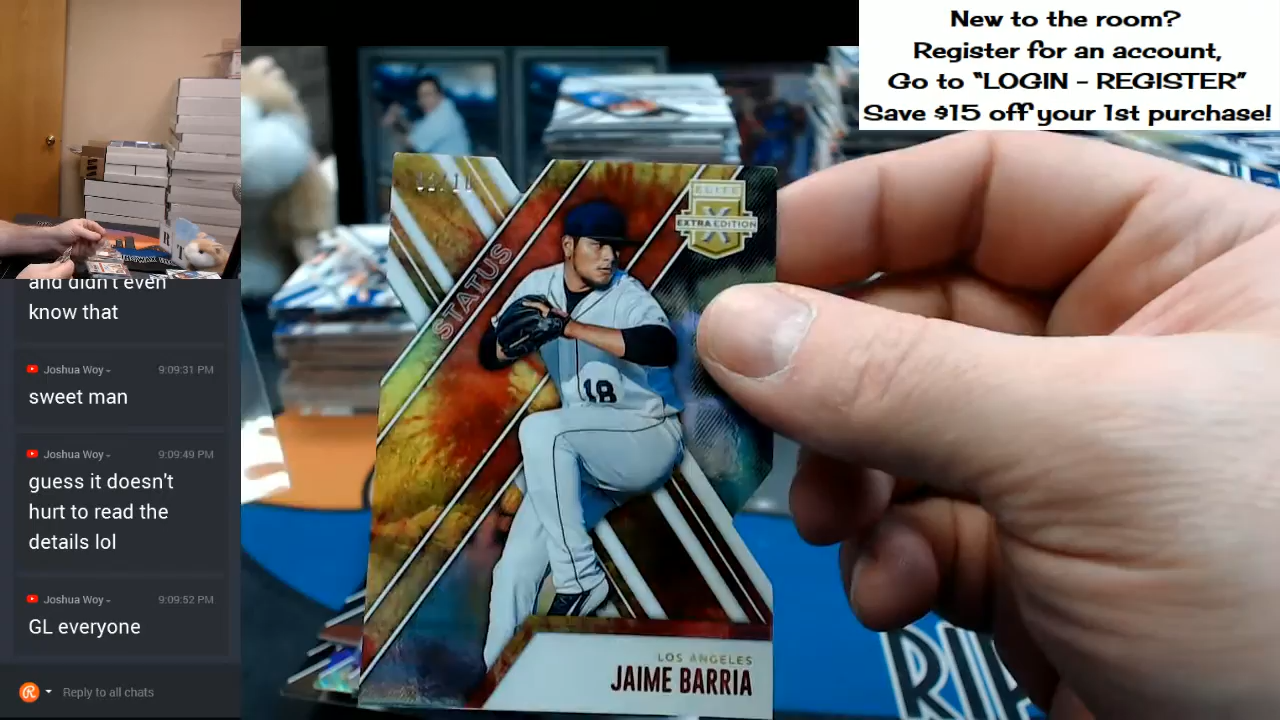 New to the room?
Register for an account,
Go to "LOGIN - REGISTER"
Save $15 off your 1st purchase!
and didn't even
know that
Joshua Woy
9:09:31 PM
sweet man
Joshua Woy
9:09:49 PM
guess it doesn't
hurt to read the
details lol
Joshua Woy
9:09:52 PM
GL everyone
Reply to all chats
STATUS
ELITE
X
EXTRA EDITION
18
LOS ANGELES
JAIME BARRIA
RIP